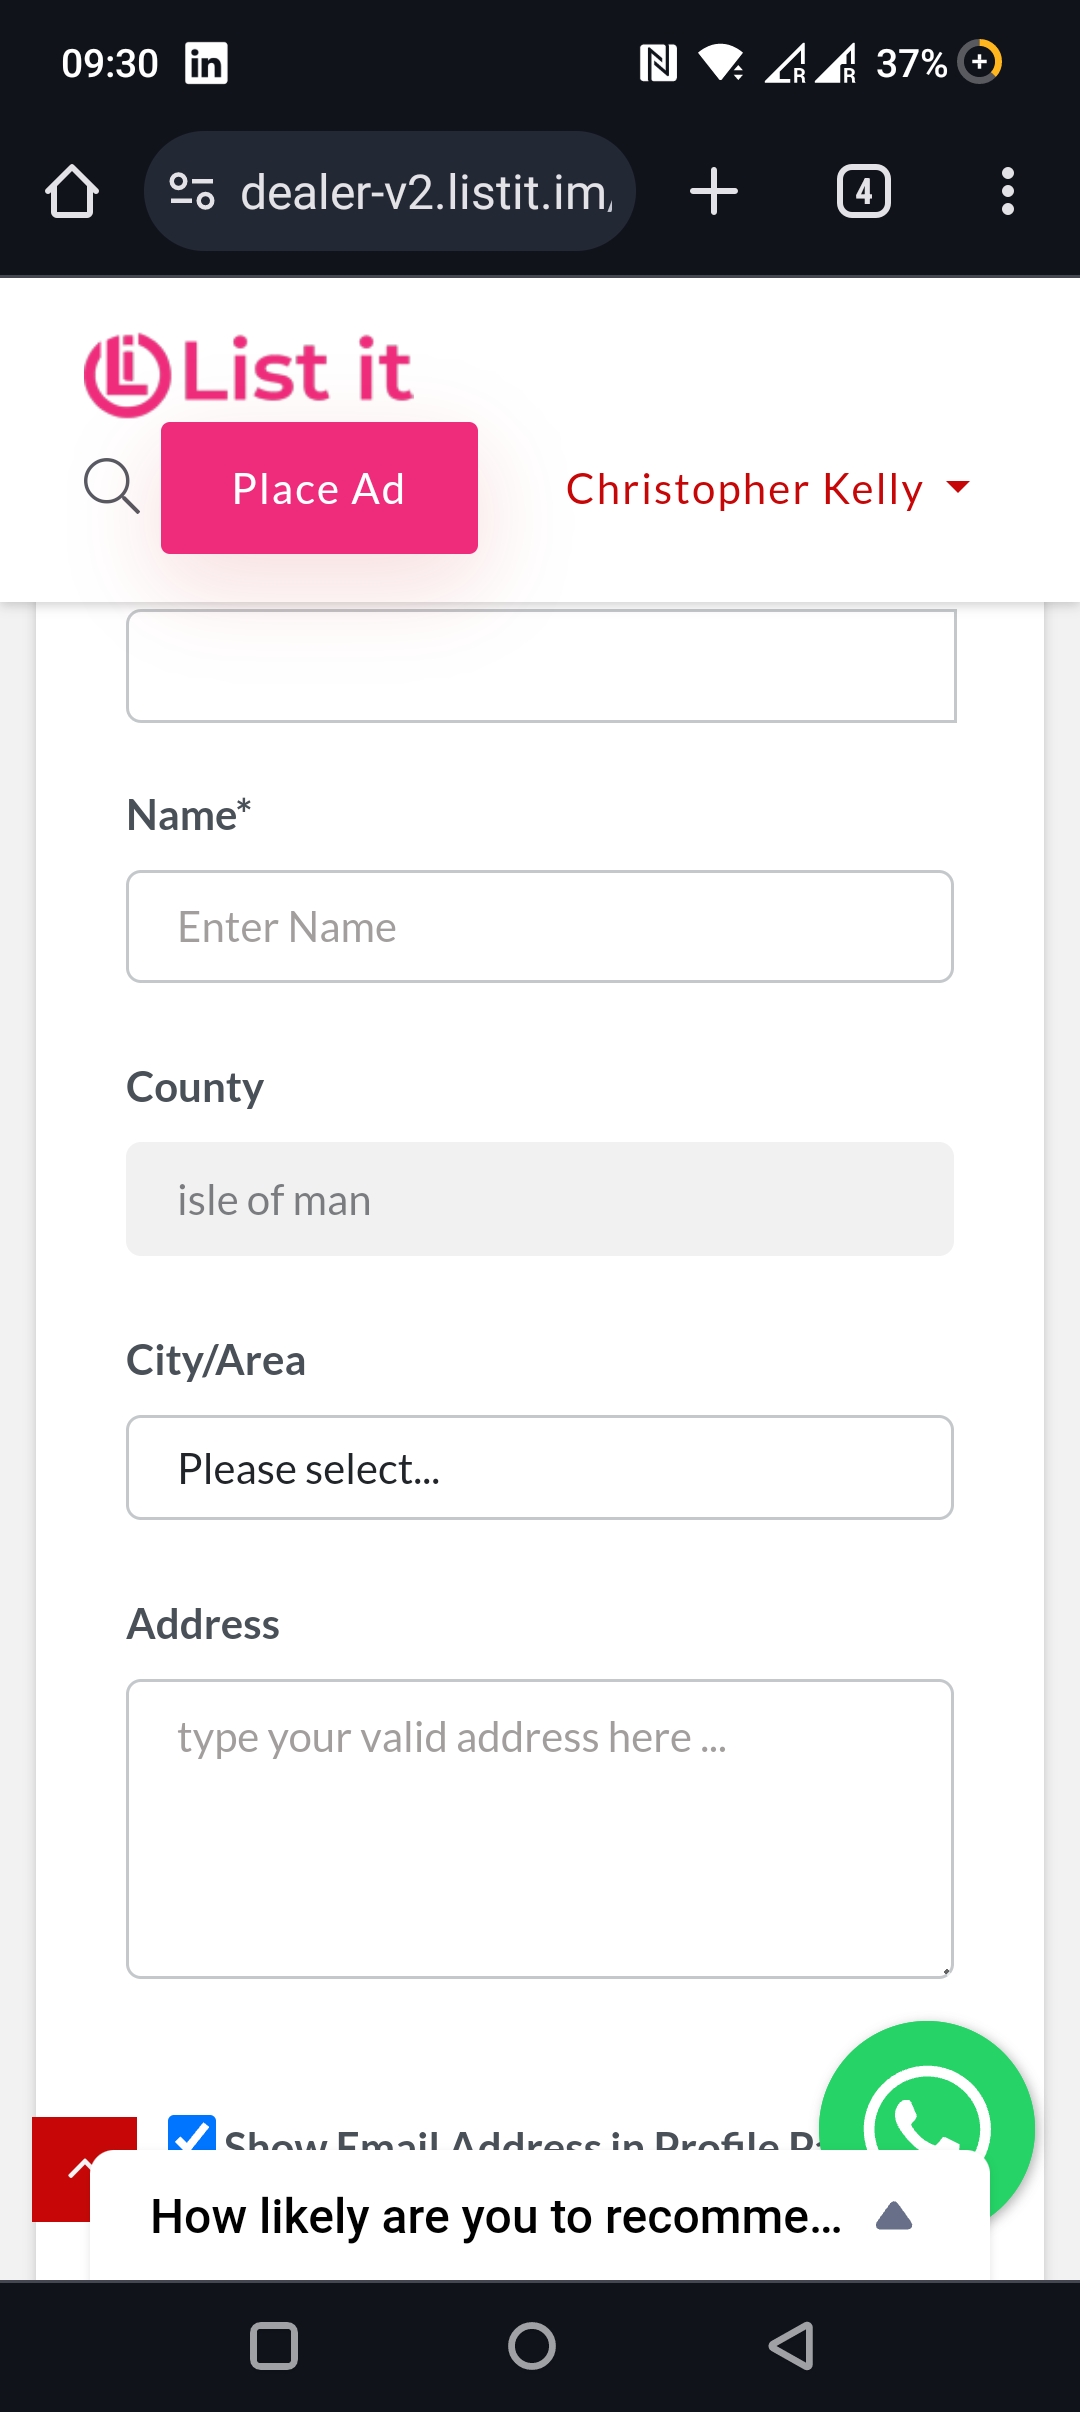 09:30
37%
dealer-v2.listit.im
4
List it
Place Ad
Christopher Kelly
Name*
Enter Name
County
isle of man
City/Area
Please select...
Address
type your valid address here ...
Show Email Address in Profile
How likely are you to recomme...